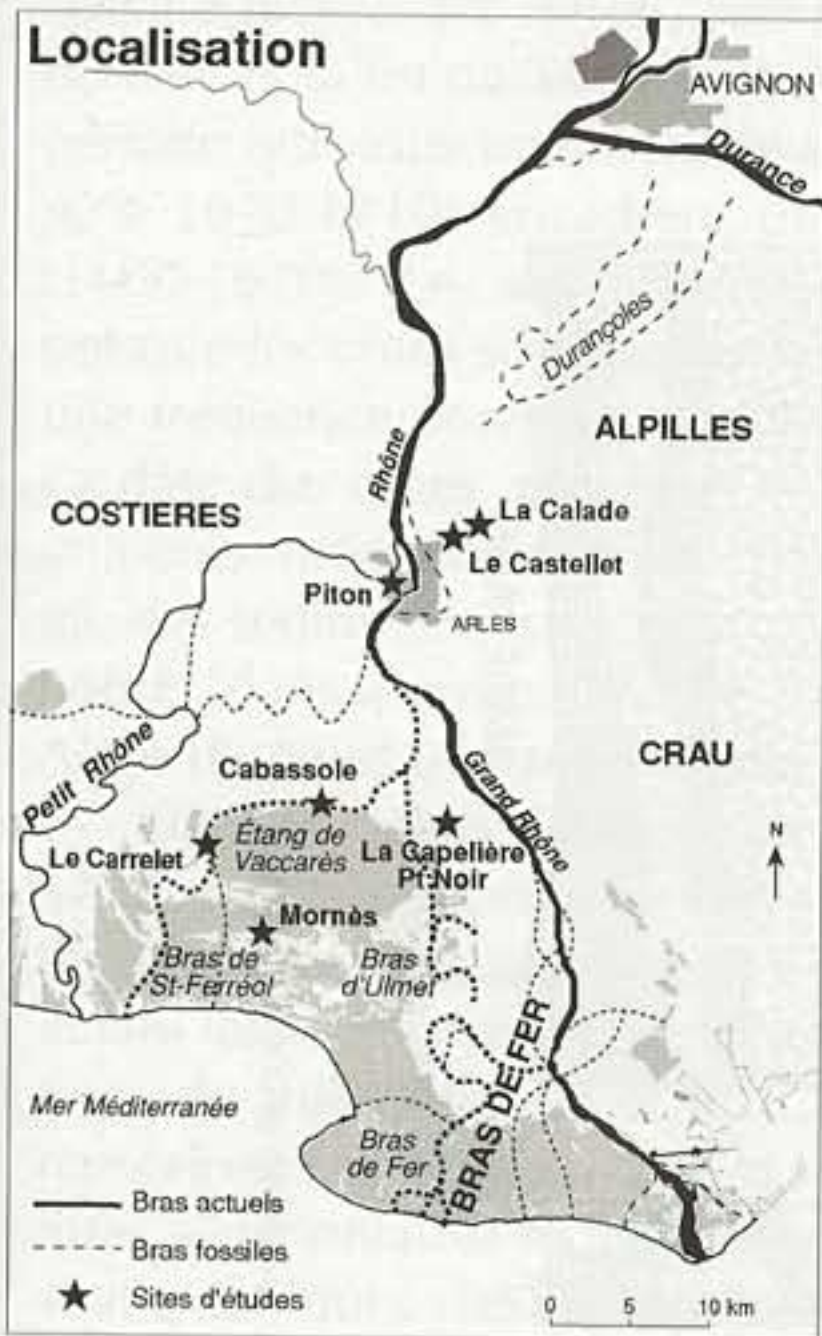 Localisation
AVIGNON
Durance
Durançoles
ALPILLES
Rhône
COSTIERES
La Calade
Le Castellet
Piton
ARLES
Petit Rhône
CRAU
Grand Rhône
Cabassole
Étang de
Vaccarès
Le Carrelet
La Capelière
Pt Noir
N
Mornès
Bras de
St-Ferréol
Bras
d'Ulmet
BRAS DE FER
Mer Méditerranée
Bras
de Fer
Bras actuels
Bras fossiles
Sites d'études
0 5 10 km